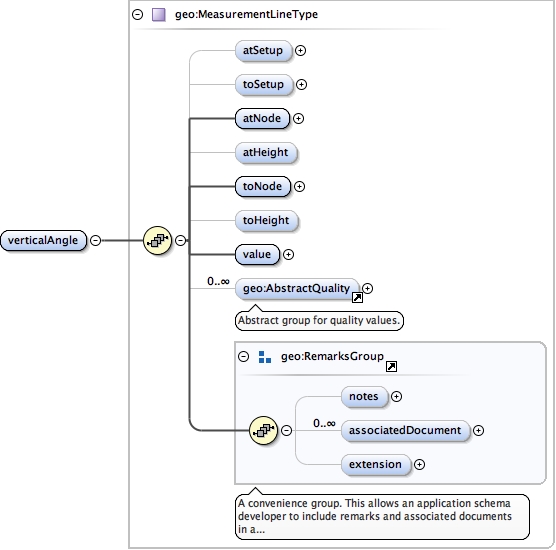 geo:MeasurementLineType
atSetup
toSetup
atNode
atHeight
toNode
toHeight
verticalAngle
value
0..∞
geo:AbstractQuality
Abstract group for quality values.
geo:RemarksGroup
notes
0..∞
associatedDocument
extension
A convenience group. This allows an application schema
developer to include remarks and associated documents
in a...